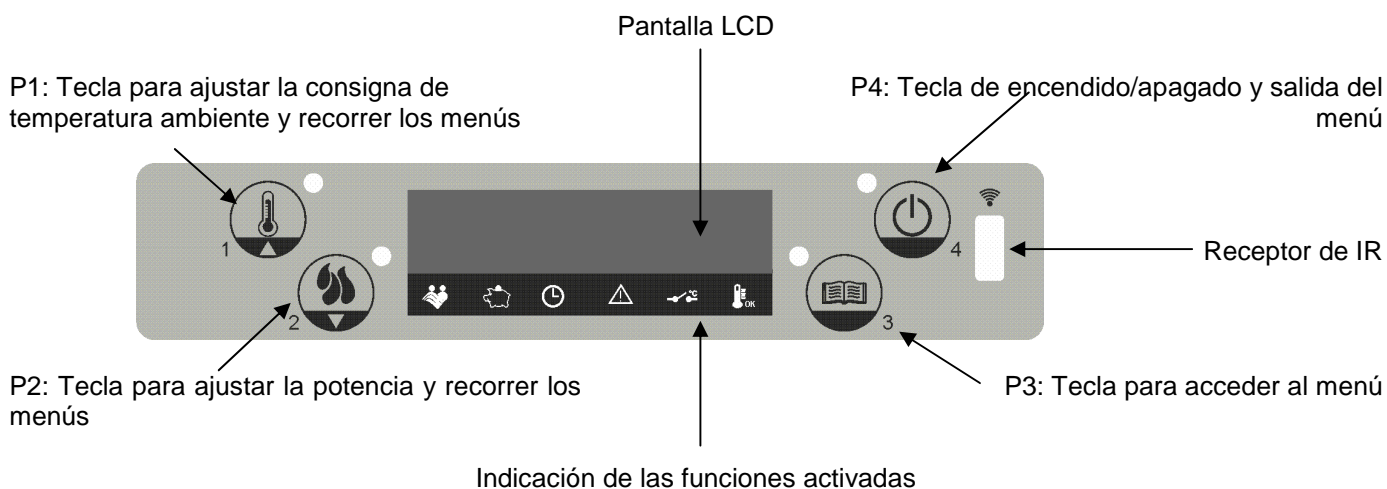 Pantalla LCD
P1: Tecla para ajustar la consigna de
temperatura ambiente y recorrer los menús
P4: Tecla de encendido/apagado y salida del
menú
1
4
°C
OK
2
3
Receptor de IR
P2: Tecla para ajustar la potencia y recorrer los
menús
P3: Tecla para acceder al menú
Indicación de las funciones activadas